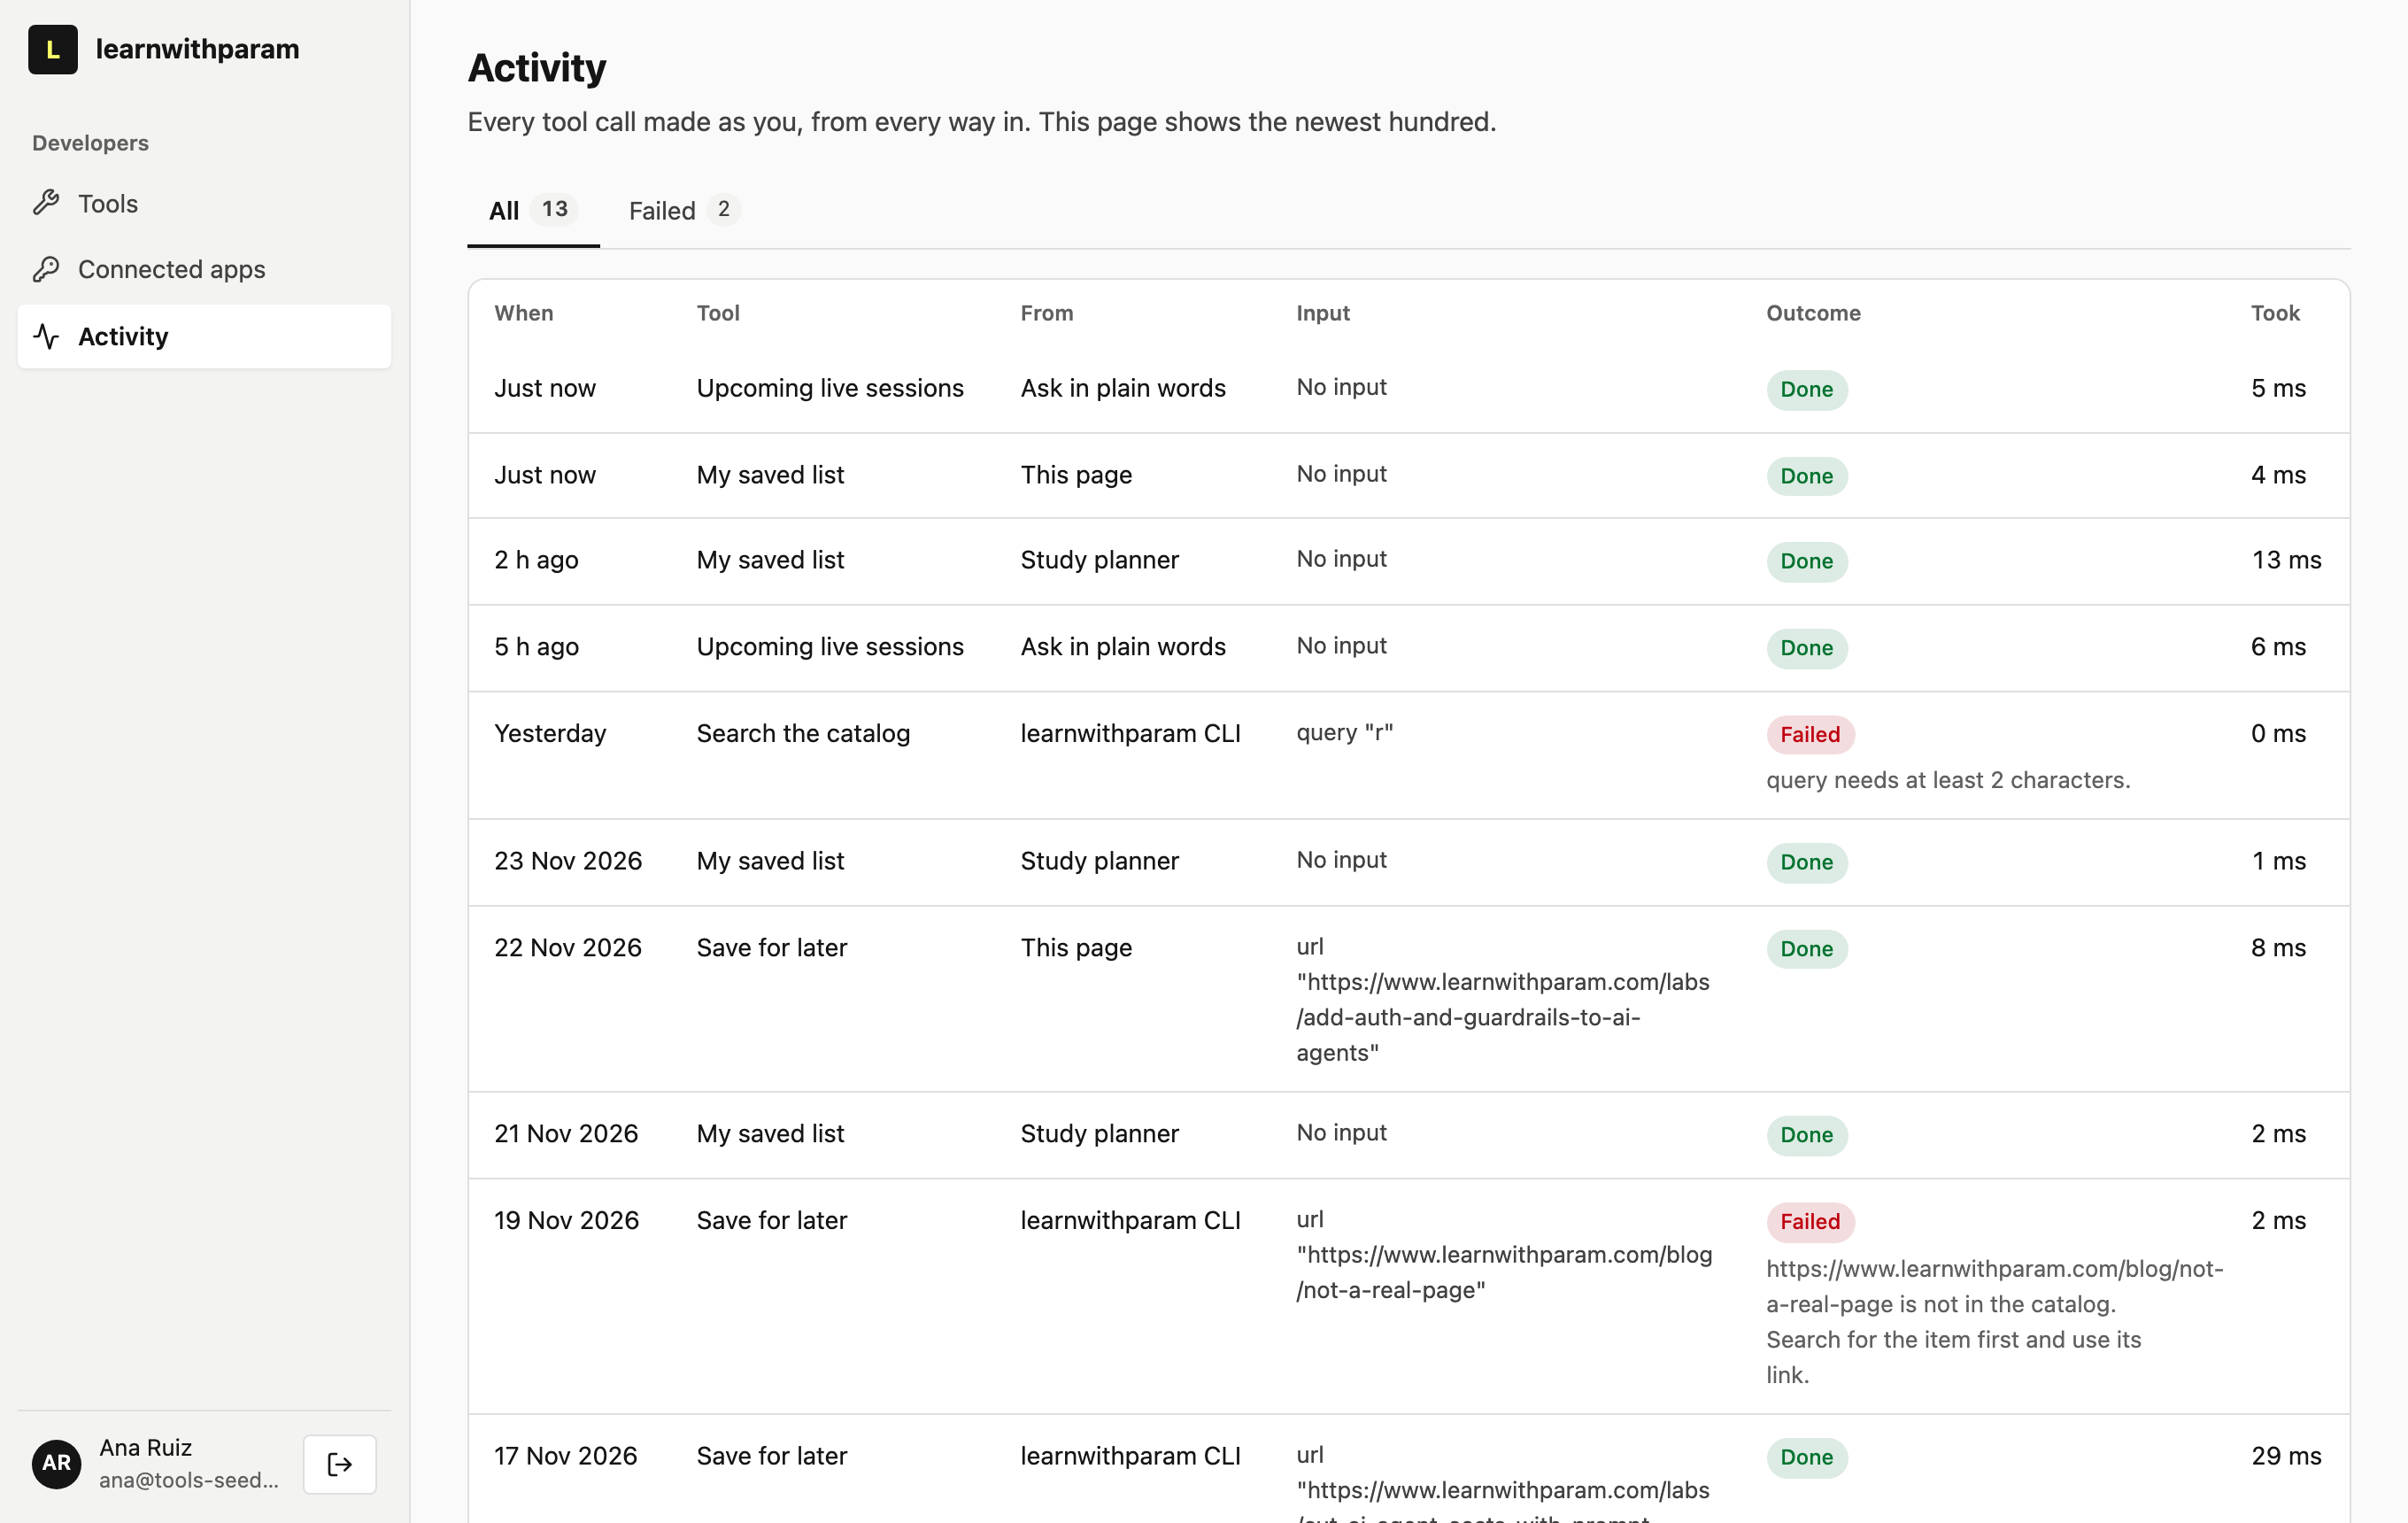 L
learnwithparam
Developers
Tools
Connected apps
Activity
AR
Ana Ruiz
ana@tools-seed...
Activity
Every tool call made as you, from every way in. This page shows the newest hundred.
All 13
Failed 2
When Tool From Input Outcome Took
Just now Upcoming live sessions Ask in plain words No input Done 5 ms
Just now My saved list This page No input Done 4 ms
2 h ago My saved list Study planner No input Done 13 ms
5 h ago Upcoming live sessions Ask in plain words No input Done 6 ms
Yesterday Search the catalog learnwithparam CLI query "r" Failed 0 ms
query needs at least 2 characters.
23 Nov 2026 My saved list Study planner No input Done 1 ms
22 Nov 2026 Save for later This page url Done 8 ms
"https://www.learnwithparam.com/labs
/add-auth-and-guardrails-to-ai-
agents"
21 Nov 2026 My saved list Study planner No input Done 2 ms
19 Nov 2026 Save for later learnwithparam CLI url Failed 2 ms
"https://www.learnwithparam.com/blog
/not-a-real-page"
https://www.learnwithparam.com/blog/not-
a-real-page is not in the catalog.
Search for the item first and use its
link.
17 Nov 2026 Save for later learnwithparam CLI url Done 29 ms
"https://www.learnwithparam.com/labs